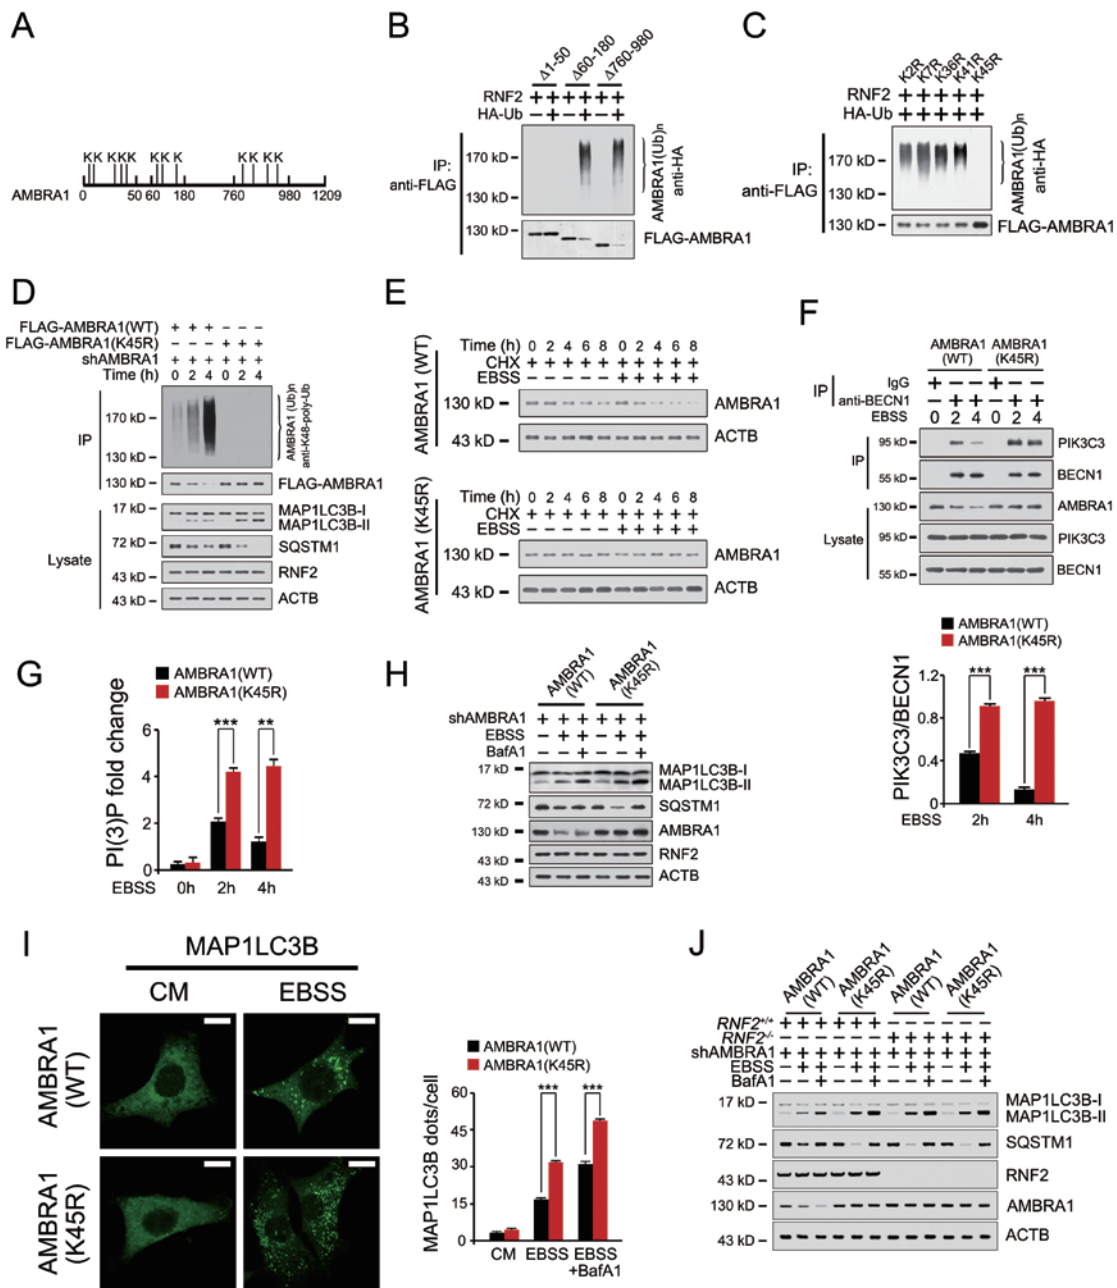 A
KK KKK KK K KK KK
AMBRA1 0 50 60 180 760 980 1209
B
Δ1-50 Δ60-180 Δ760-980
RNF2 + + + + + +
HA-Ub − + − + − +
IP: anti-FLAG
170 kD
130 kD
AMBRA1(Ub)n
anti-HA
130 kD
FLAG-AMBRA1
C
K2R K7R K36R K41R K45R
RNF2 + + + + +
HA-Ub + + + + +
IP: anti-FLAG
170 kD
130 kD
AMBRA1(Ub)n
anti-HA
130 kD
FLAG-AMBRA1
D
FLAG-AMBRA1(WT) + + + − − −
FLAG-AMBRA1(K45R) − − − + + +
shAMBRA1 + + + + + +
Time (h) 0 2 4 0 2 4
IP
170 kD
130 kD
AMBRA1 (Ub)n
anti-K48-poly-Ub
130 kD
FLAG-AMBRA1
Lysate
17 kD
MAP1LC3B-I
MAP1LC3B-II
72 kD
SQSTM1
43 kD
RNF2
43 kD
ACTB
E
AMBRA1 (WT)
Time (h) 0 2 4 6 8 0 2 4 6 8
CHX + + + + + + + + + +
EBSS − − − − − + + + + +
130 kD
AMBRA1
43 kD
ACTB
AMBRA1 (K45R)
Time (h) 0 2 4 6 8 0 2 4 6 8
CHX + + + + + + + + + +
EBSS − − − − − + + + + +
130 kD
AMBRA1
43 kD
ACTB
F
AMBRA1 (WT)
AMBRA1 (K45R)
IP
IgG + +
anti-BECN1 + + + +
EBSS 0 2 4 0 2 4
IP
95 kD
PIK3C3
55 kD
BECN1
Lysate
130 kD
AMBRA1
95 kD
PIK3C3
55 kD
BECN1
AMBRA1(WT)
AMBRA1(K45R)
PIK3C3/BECN1
1.2
0.8
0.4
0
*** ***
EBSS 2h 4h
G
AMBRA1(WT)
AMBRA1(K45R)
PI(3)P fold change
6
4
2
0
*** **
EBSS 0h 2h 4h
H
AMBRA1 (WT)
AMBRA1 (K45R)
shAMBRA1 + + + + + +
EBSS − + + − + +
BafA1 − − + − − +
17 kD
MAP1LC3B-I
MAP1LC3B-II
72 kD
SQSTM1
130 kD
AMBRA1
43 kD
RNF2
43 kD
ACTB
I
MAP1LC3B
CM EBSS
AMBRA1 (WT)
AMBRA1 (K45R)
AMBRA1(WT)
AMBRA1(K45R)
MAP1LC3B dots/cell
60
45
30
15
0
*** ***
CM EBSS EBSS +BafA1
J
AMBRA1 (WT)
AMBRA1 (K45R)
AMBRA1 (WT)
AMBRA1 (K45R)
RNF2+/+ + + + + + + − − − − − −
RNF2-/- − − − − − − + + + + + +
shAMBRA1 + + + + + + + + + + + +
EBSS − + + − + + − + + − + +
BafA1 − − + − − + − − + − − +
17 kD
MAP1LC3B-I
MAP1LC3B-II
72 kD
SQSTM1
43 kD
RNF2
130 kD
AMBRA1
43 kD
ACTB